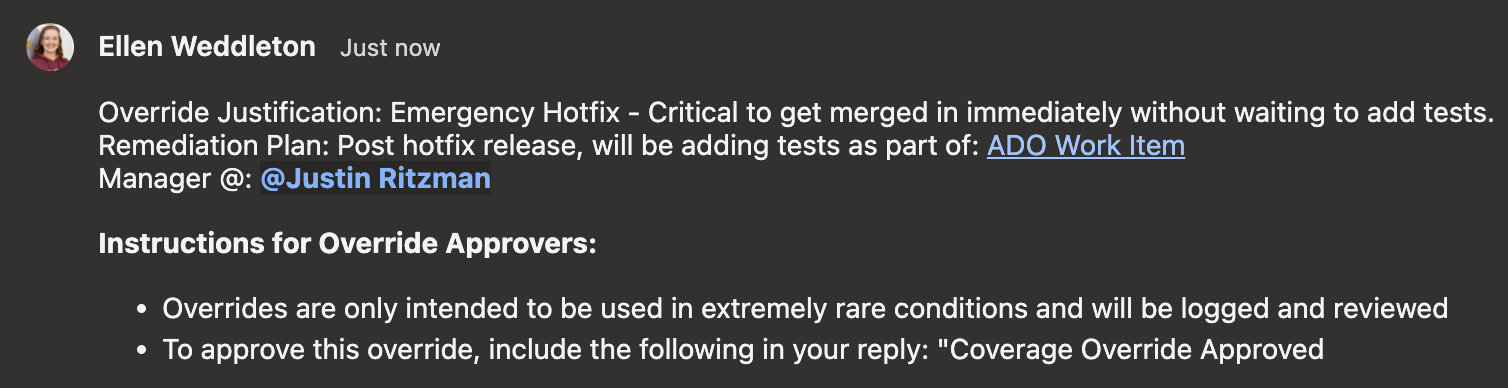 Ellen Weddleton Just now
Override Justification: Emergency Hotfix - Critical to get merged in immediately without waiting to add tests.
Remediation Plan: Post hotfix release, will be adding tests as part of: ADO Work Item
Manager @: @Justin Ritzman
Instructions for Override Approvers:
• Overrides are only intended to be used in extremely rare conditions and will be logged and reviewed
• To approve this override, include the following in your reply: "Coverage Override Approved